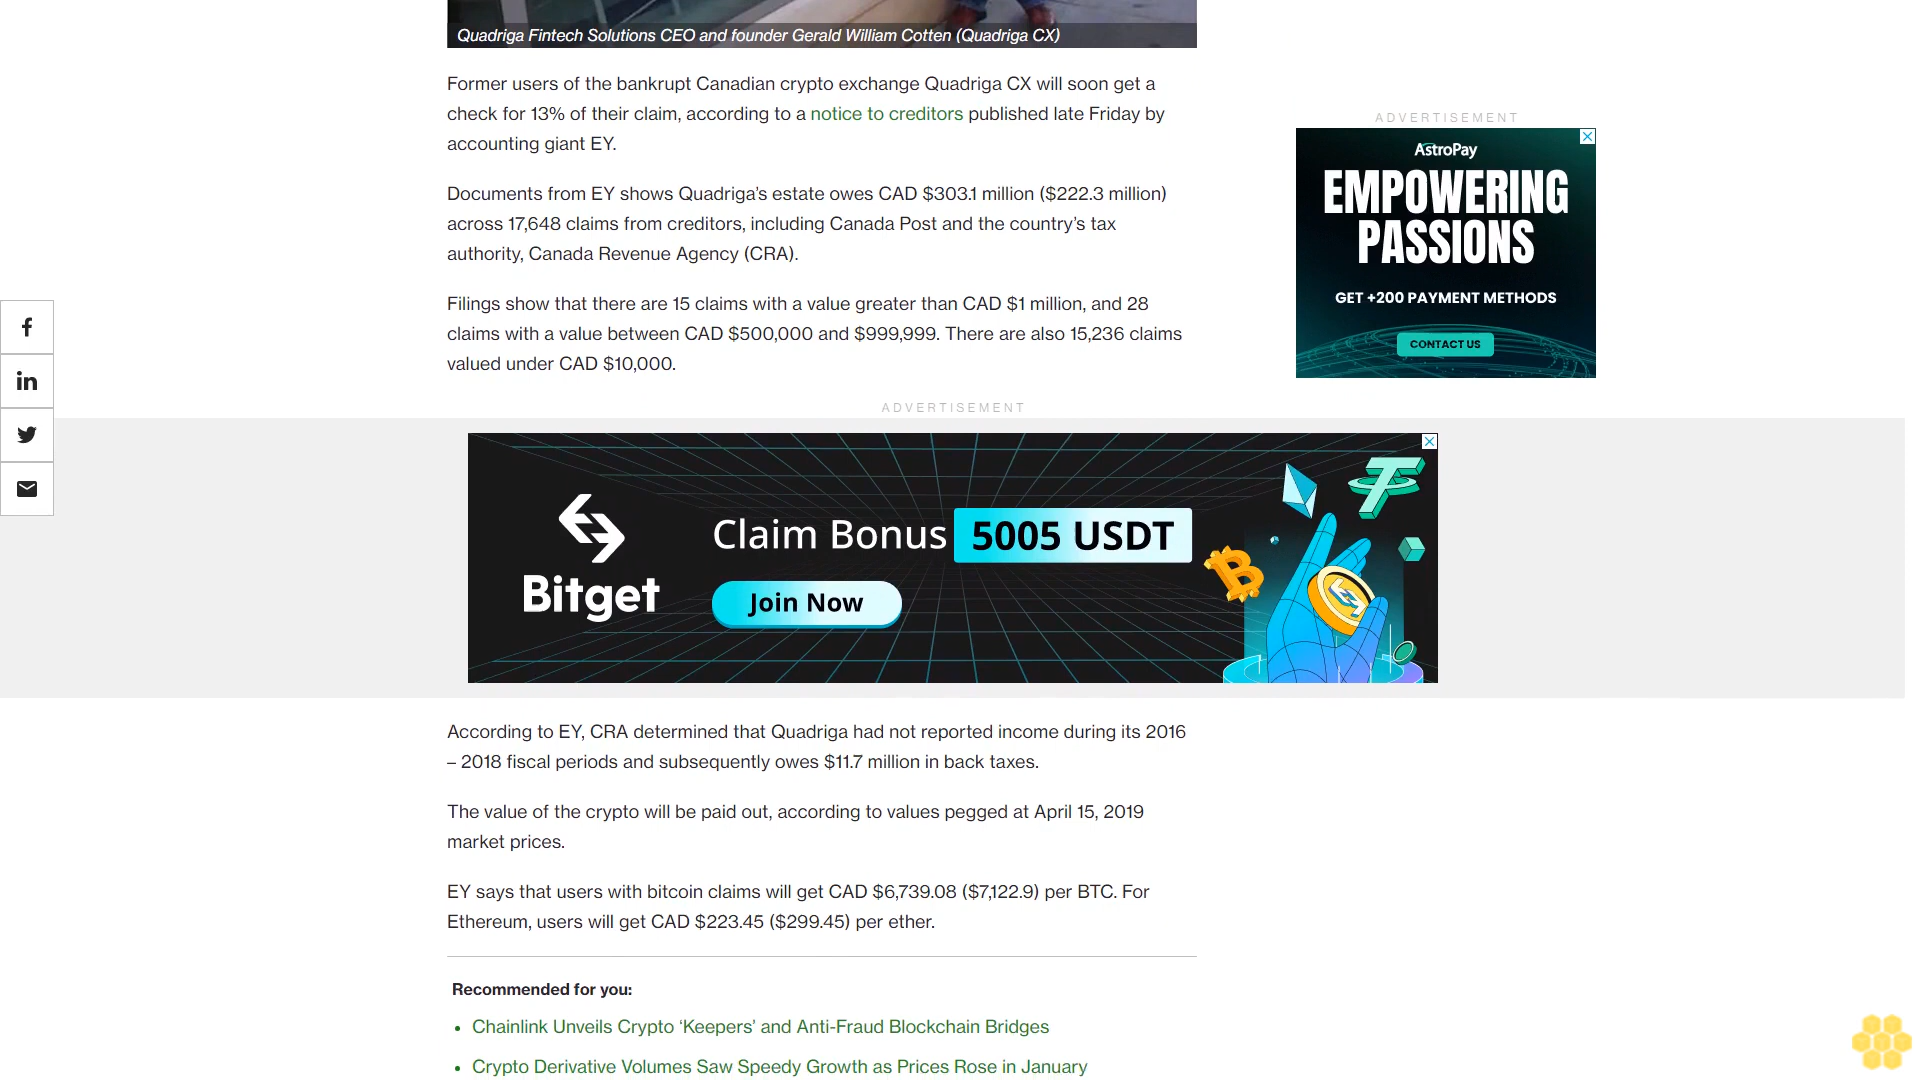 Quadriga Fintech Solutions CEO and founder Gerald William Cotten (Quadriga CX)
Former users of the bankrupt Canadian crypto exchange Quadriga CX will soon get a
check for 13% of their claim, according to a notice to creditors published late Friday by
accounting giant EY.
Documents from EY shows Quadriga’s estate owes CAD $303.1 million ($222.3 million)
across 17,648 claims from creditors, including Canada Post and the country’s tax
authority, Canada Revenue Agency (CRA).
Filings show that there are 15 claims with a value greater than CAD $1 million, and 28
claims with a value between CAD $500,000 and $999,999. There are also 15,236 claims
valued under CAD $10,000.
ADVERTISEMENT
AstroPay
EMPOWERING
PASSIONS
GET +200 PAYMENT METHODS
CONTACT US
ADVERTISEMENT
Bitget
Claim Bonus 5005 USDT
Join Now
According to EY, CRA determined that Quadriga had not reported income during its 2016
– 2018 fiscal periods and subsequently owes $11.7 million in back taxes.
The value of the crypto will be paid out, according to values pegged at April 15, 2019
market prices.
EY says that users with bitcoin claims will get CAD $6,739.08 ($7,122.9) per BTC. For
Ethereum, users will get CAD $223.45 ($299.45) per ether.
Recommended for you:
• Chainlink Unveils Crypto ‘Keepers’ and Anti-Fraud Blockchain Bridges
• Crypto Derivative Volumes Saw Speedy Growth as Prices Rose in January